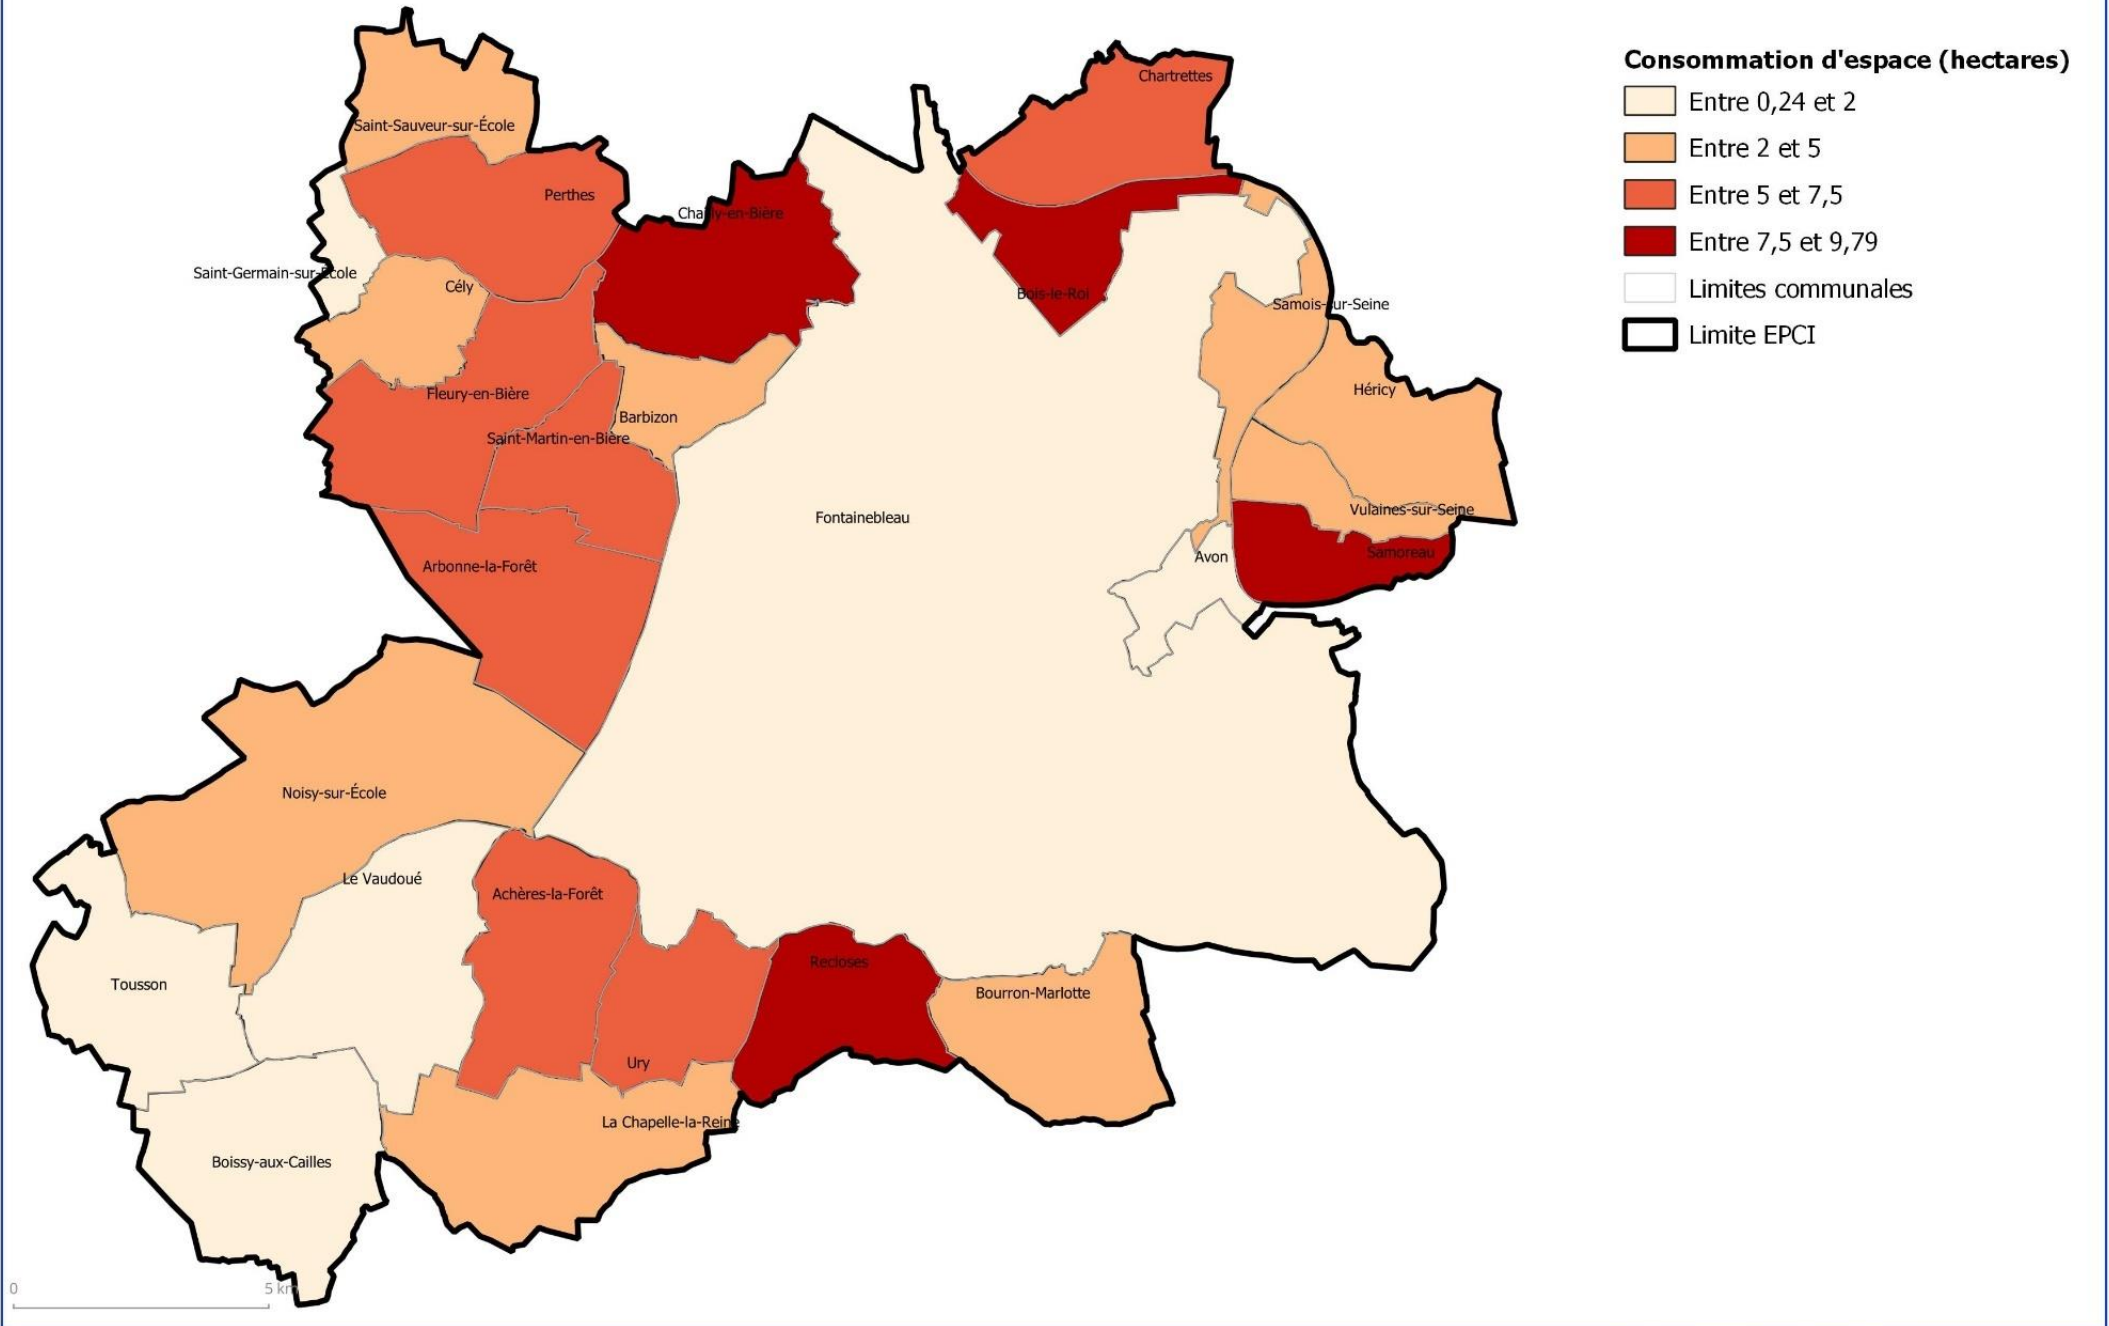 Consommation d'espace (hectares)
Entre 0,24 et 2
Entre 2 et 5
Entre 5 et 7,5
Entre 7,5 et 9,79
Limites communales
Limite EPCI
Chartrettes
Saint-Sauveur-sur-École
Perthes
Chailly-en-Bière
Saint-Germain-sur-École
Cély
Bois-le-Roi
Samois-sur-Seine
Fleury-en-Bière
Héricy
Barbizon
Saint-Martin-en-Bière
Fontainebleau
Vulaines-sur-Seine
Samoreau
Avon
Arbonne-la-Forêt
Noisy-sur-École
Le Vaudoué
Achères-la-Forêt
Recloses
Tousson
Bourron-Marlotte
Ury
La Chapelle-la-Reine
Boissy-aux-Cailles
0 5 km